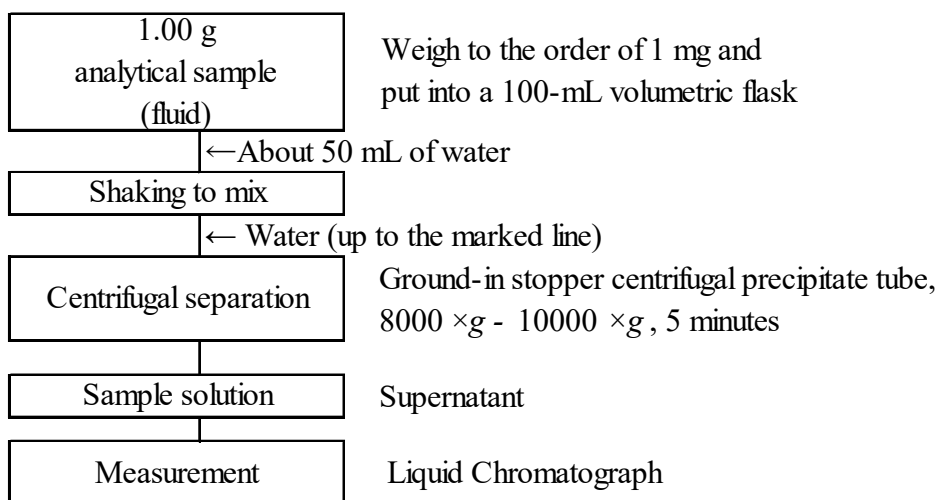 1.00 g
analytical sample
(fluid)
Weigh to the order of 1 mg and
put into a 100-mL volumetric flask
←About 50 mL of water
Shaking to mix
← Water (up to the marked line)
Centrifugal separation
Ground-in stopper centrifugal precipitate tube,
8000 ×g - 10000 ×g , 5 minutes
Sample solution
Supernatant
Measurement
Liquid Chromatograph